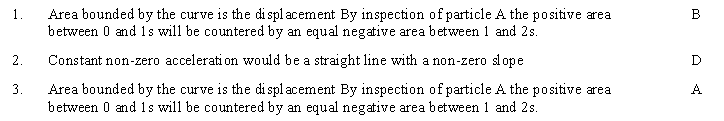 1. Area bounded by the curve is the displacement By inspection of particle A the positive area B
between 0 and 1s will be countered by an equal negative area between 1 and 2s.
2. Constant non-zero acceleration would be a straight line with a non-zero slope D
3. Area bounded by the curve is the displacement By inspection of particle A the positive area A
between 0 and 1s will be countered by an equal negative area between 1 and 2s.